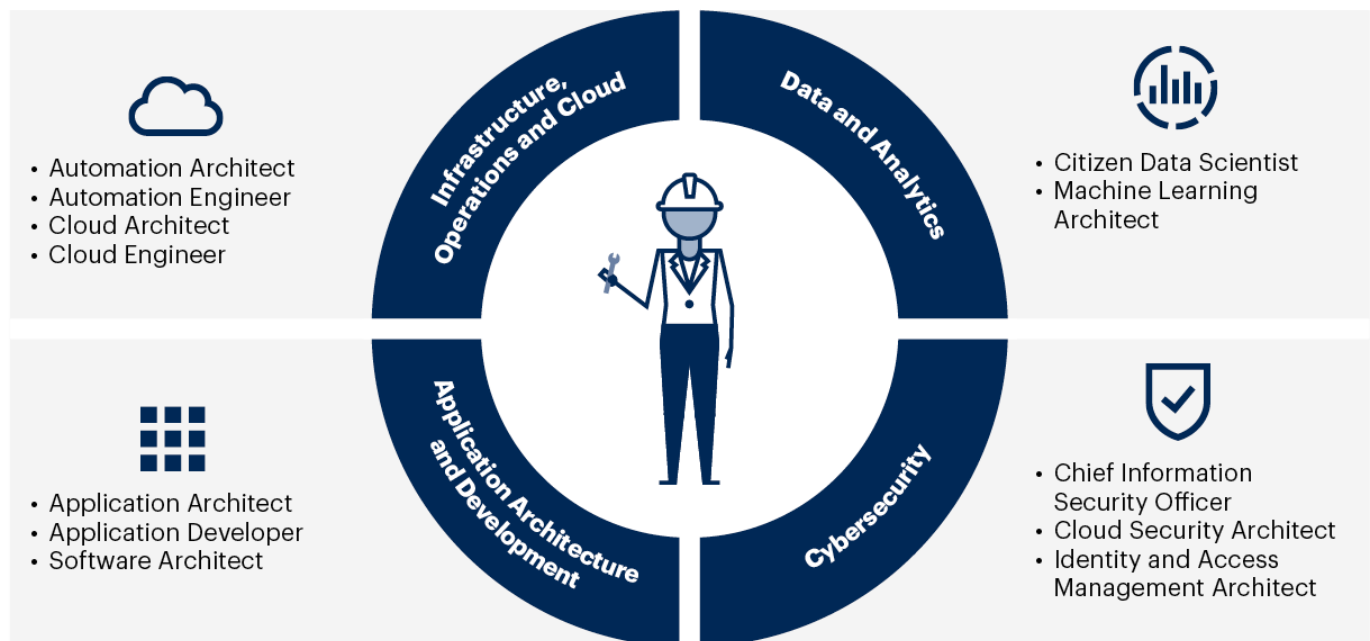 Infrastructure,
Operations and Cloud
• Automation Architect
• Automation Engineer
• Cloud Architect
• Cloud Engineer
Data and Analytics
• Citizen Data Scientist
• Machine Learning
Architect
Application Architecture
and Development
• Application Architect
• Application Developer
• Software Architect
Cybersecurity
• Chief Information
Security Officer
• Cloud Security Architect
• Identity and Access
Management Architect